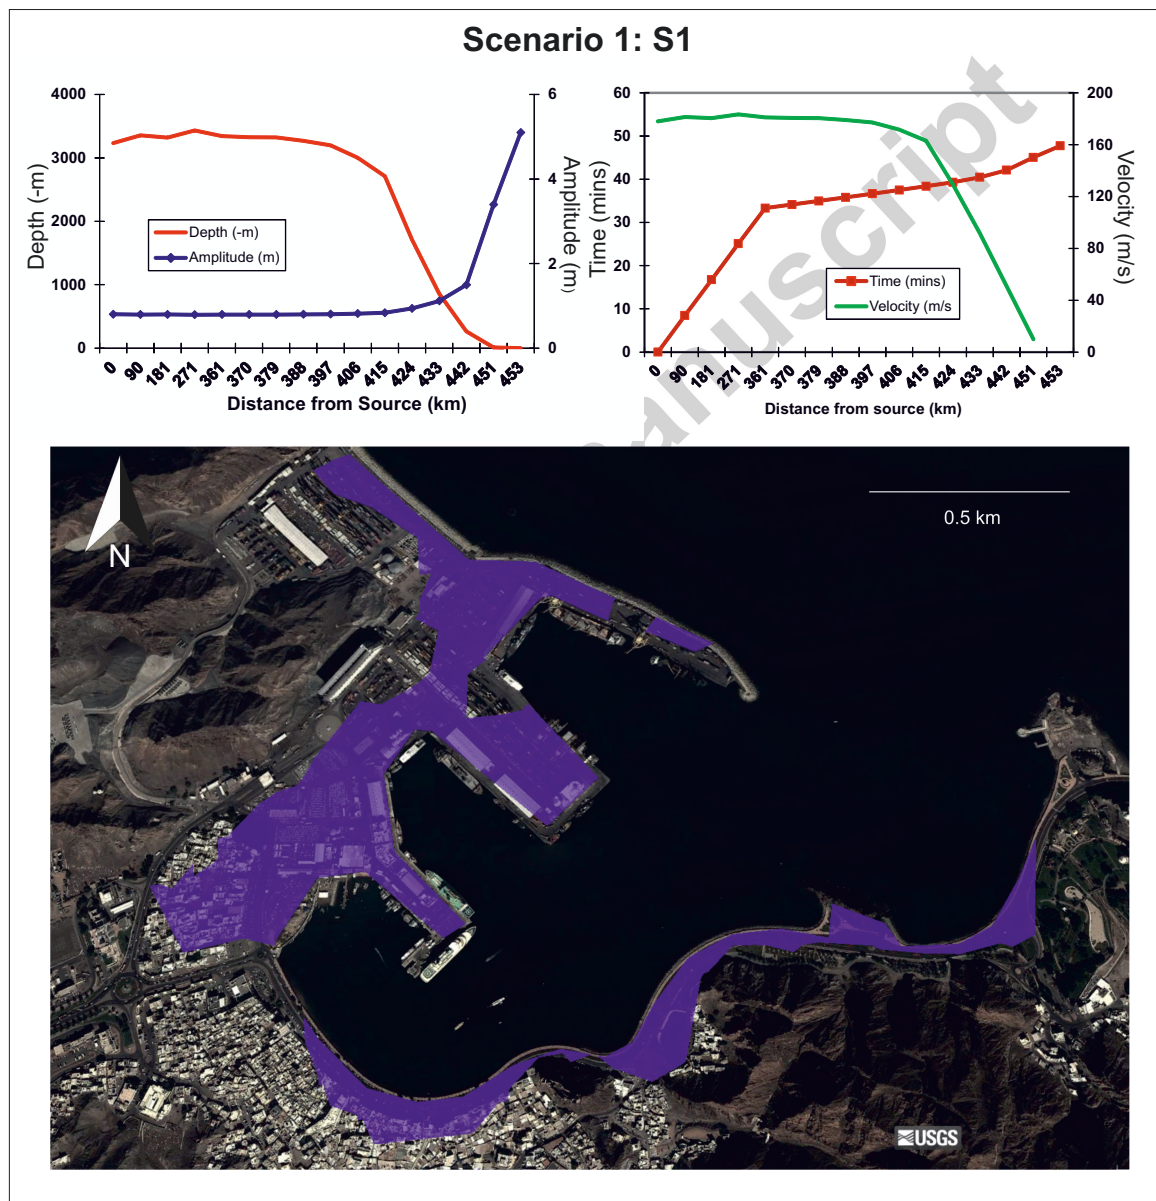 Scenario 1: S1
4000
3000
2000
1000
0
Depth (-m)
6
4
2
0
Amplitude (m)
Depth (-m)
Amplitude (m)
0 90 181 271 361 370 379 388 397 406 415 424 433 442 451 453
Distance from Source (km)
60
50
40
30
20
10
0
Time (mins)
200
160
120
80
40
0
Velocity (m/s)
Time (mins)
Velocity (m/s
0 90 181 271 361 370 379 388 397 406 415 424 433 442 451 453
Distance from source (km)
anuscript
N
0.5 km
USGS